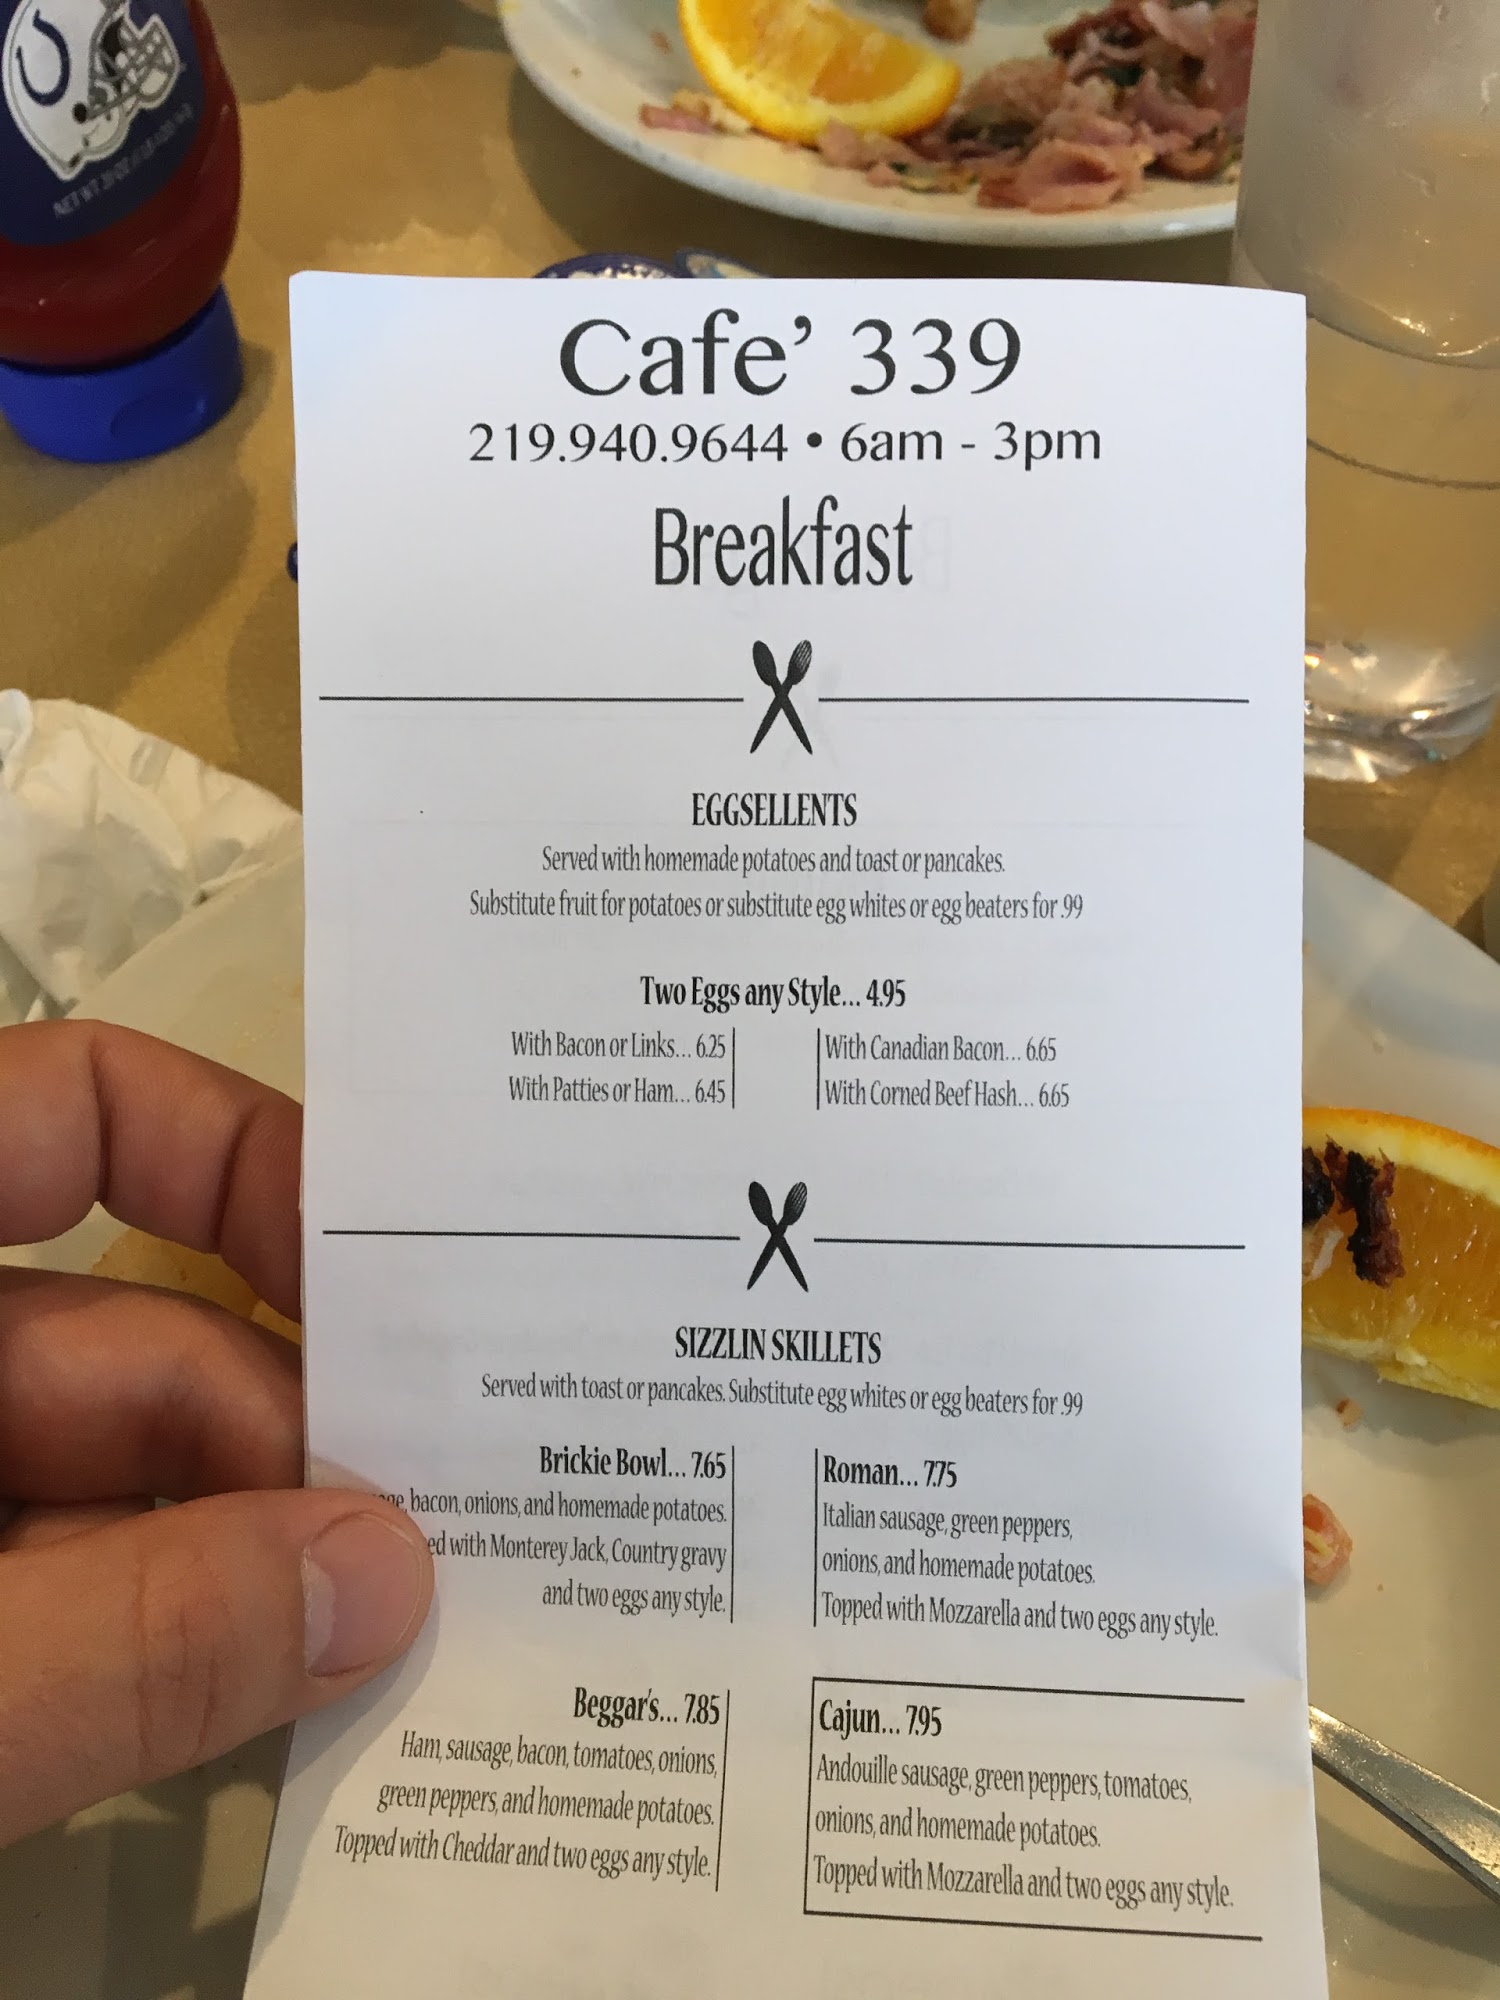 NET WT 20 OZ (1 LB 4 OZ)
Cafe' 339
219.940.9644 • 6am - 3pm
Breakfast
EGGSELLENTS
Served with homemade potatoes and toast or pancakes.
Substitute fruit for potatoes or substitute egg whites or egg beaters for .99
Two Eggs any Style... 4.95
With Bacon or Links... 6.25
With Patties or Ham... 6.45
With Canadian Bacon... 6.65
With Corned Beef Hash... 6.65
SIZZLIN SKILLETS
Served with toast or pancakes. Substitute egg whites or egg beaters for .99
Brickie Bowl... 7.65
bacon, onions, and homemade potatoes.
with Monterey Jack, Country gravy
and two eggs any style.
Roman... 7.75
Italian sausage, green peppers,
onions, and homemade potatoes.
Topped with Mozzarella and two eggs any style.
Beggar's... 7.85
Ham, sausage, bacon, tomatoes, onions,
green peppers, and homemade potatoes.
Topped with Cheddar and two eggs any style.
Cajun... 7.95
Andouille sausage, green peppers, tomatoes,
onions, and homemade potatoes.
Topped with Mozzarella and two eggs any style.